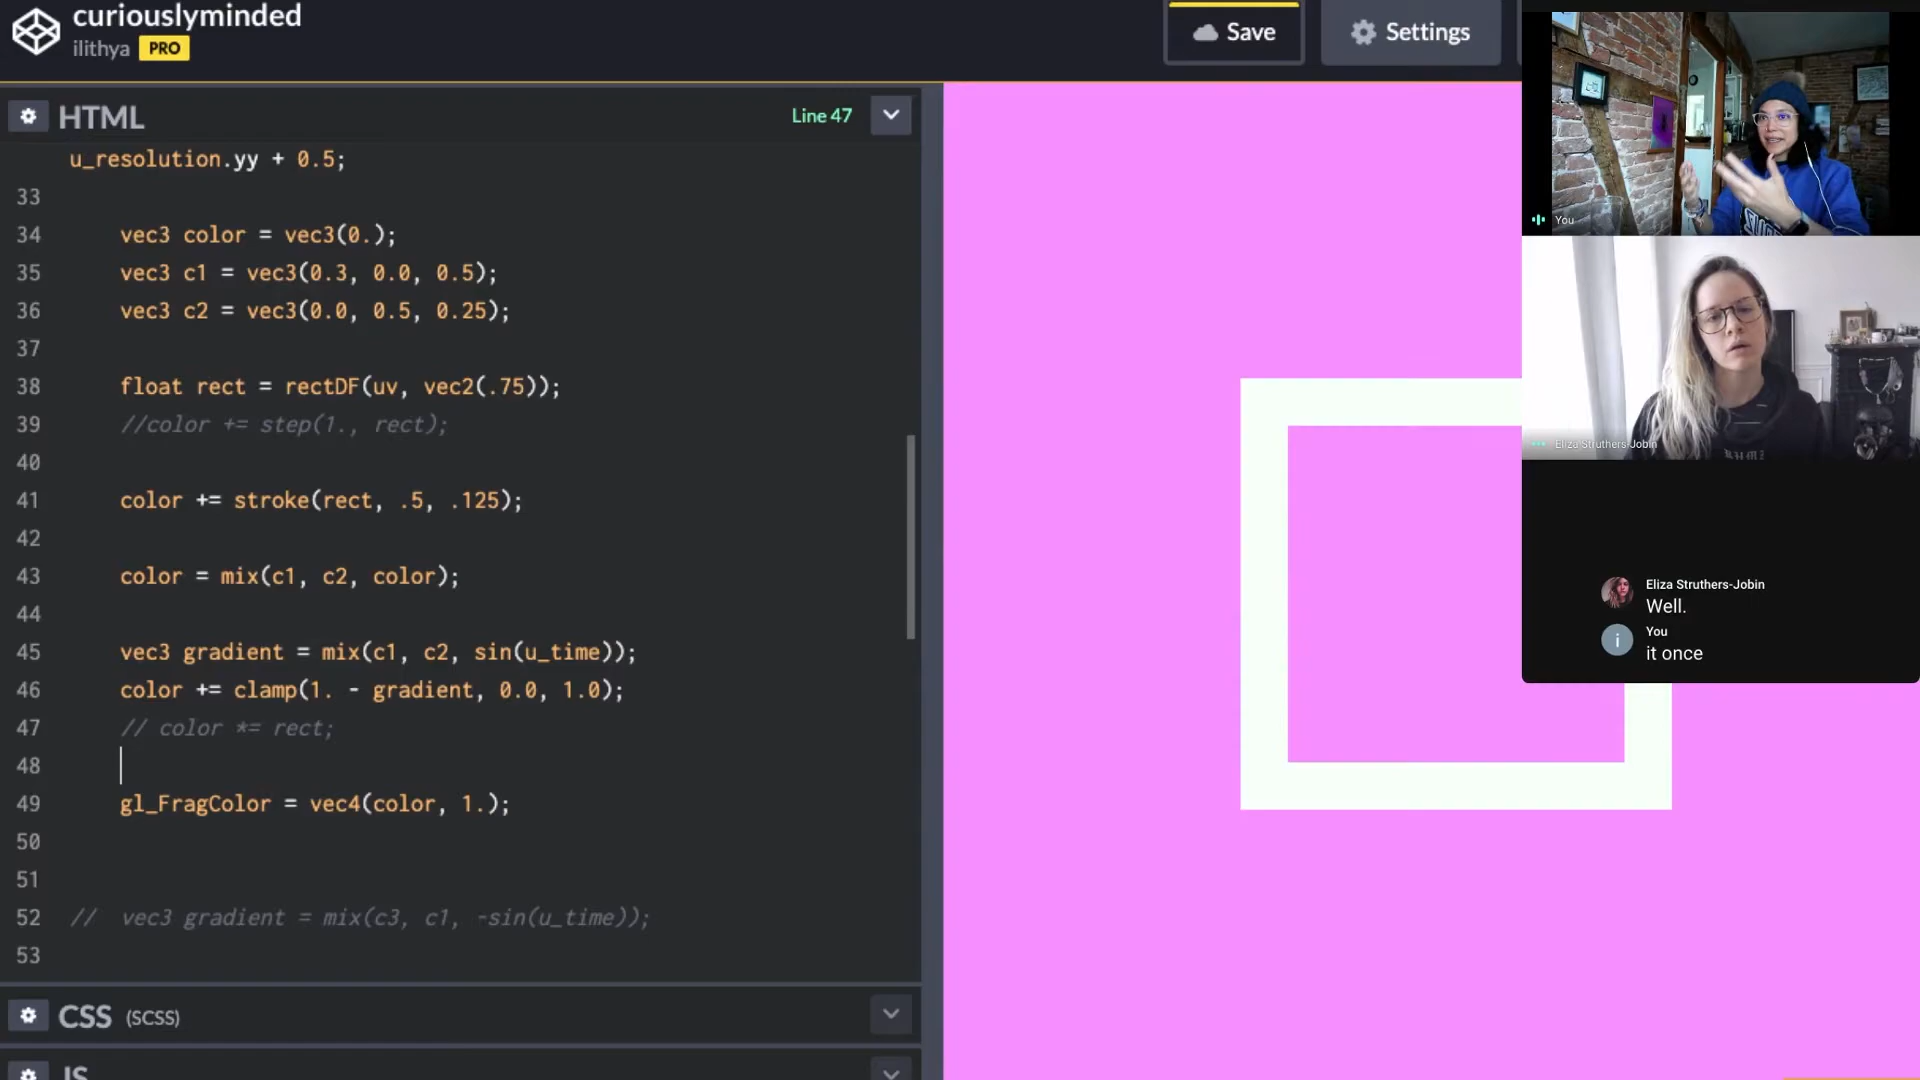 curiouslyminded
ilithya PRO
Save
Settings
HTML
Line 47
u_resolution.yy + 0.5;
33
34 vec3 color = vec3(0.);
35 vec3 c1 = vec3(0.3, 0.0, 0.5);
36 vec3 c2 = vec3(0.0, 0.5, 0.25);
37
38 float rect = rectDF(uv, vec2(.75));
39 //color += step(1., rect);
40
41 color += stroke(rect, .5, .125);
42
43 color = mix(c1, c2, color);
44
45 vec3 gradient = mix(c1, c2, sin(u_time));
46 color += clamp(1. - gradient, 0.0, 1.0);
47 // color *= rect;
48
49 gl_FragColor = vec4(color, 1.);
50
51
52 // vec3 gradient = mix(c3, c1, -sin(u_time));
53
CSS (SCSS)
JS
You
Eliza Struthers-Jobin
Eliza Struthers-Jobin
Well.
i
You
it once